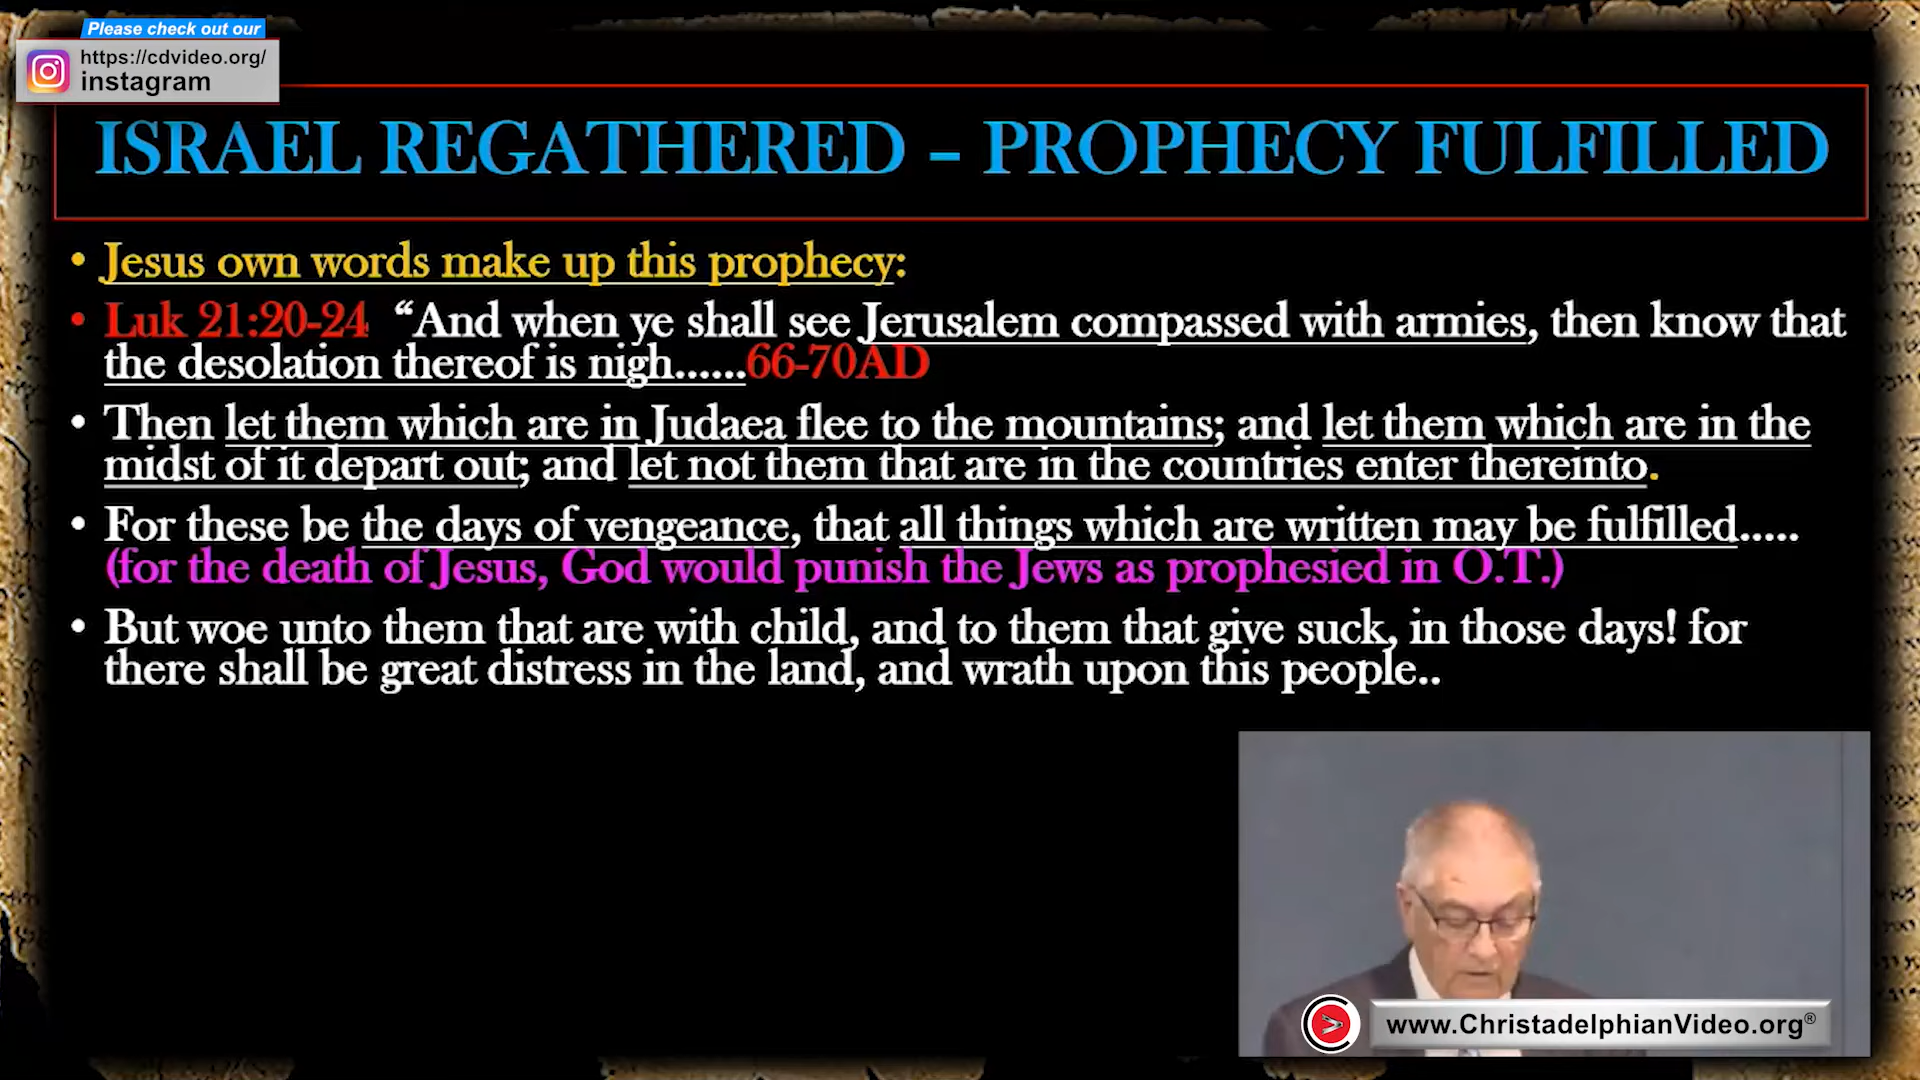 Please check out our
https://cdvideo.org/
instagram
ISRAEL REGATHERED – PROPHECY FULFILLED
• Jesus own words make up this prophecy:
• Luk 21:20-24 “And when ye shall see Jerusalem compassed with armies, then know that
the desolation thereof is nigh......66-70AD
• Then let them which are in Judaea flee to the mountains; and let them which are in the
midst of it depart out; and let not them that are in the countries enter thereinto.
• For these be the days of vengeance, that all things which are written may be fulfilled.....
(for the death of Jesus, God would punish the Jews as prophesied in O.T.)
• But woe unto them that are with child, and to them that give suck, in those days! for
there shall be great distress in the land, and wrath upon this people..
www.ChristadelphianVideo.org®